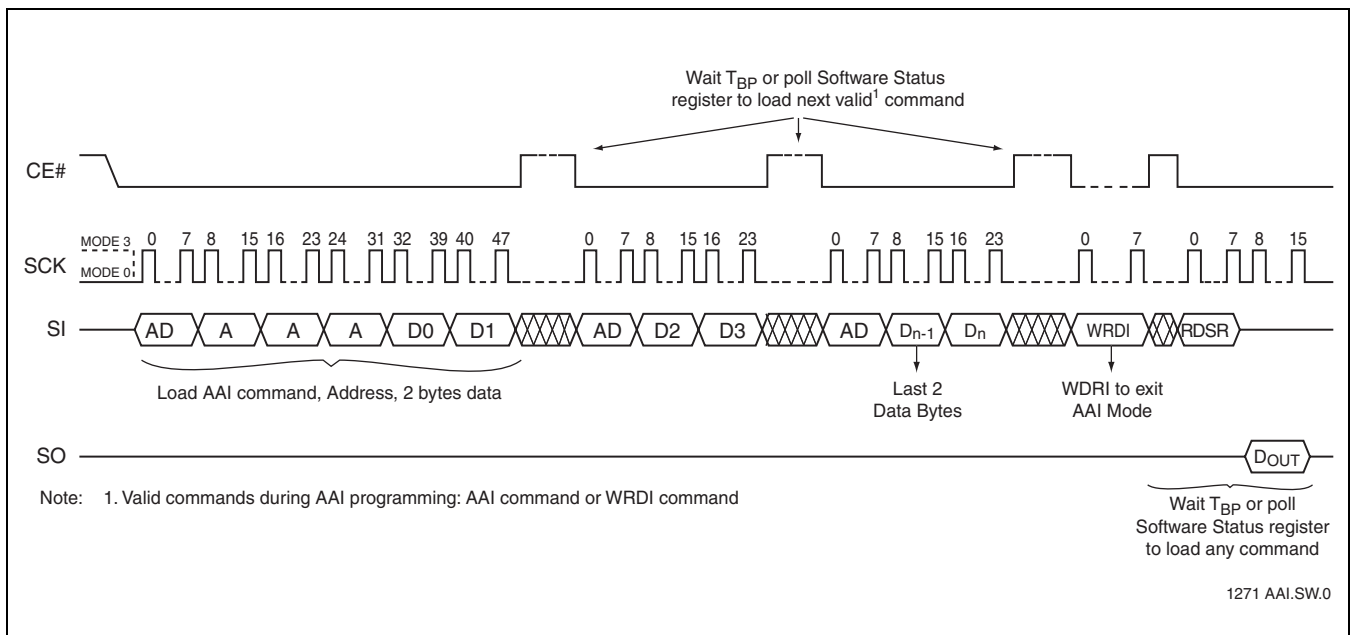 Wait TBP or poll Software Status
register to load next valid1 command
CE#
MODE 3 0 7 8 15 16 23 24 31 32 39 40 47 0 7 8 15 16 23 0 7 8 15 16 23 0 7 0 7 8 15
SCK
MODE 0
SI AD A A A D0 D1 AD D2 D3 AD Dn-1 Dn WRDI RDSR
Load AAI command, Address, 2 bytes data
Last 2
Data Bytes
WDRI to exit
AAI Mode
SO DOUT
Note: 1. Valid commands during AAI programming: AAI command or WRDI command
Wait TBP or poll
Software Status register
to load any command
1271 AAI.SW.0